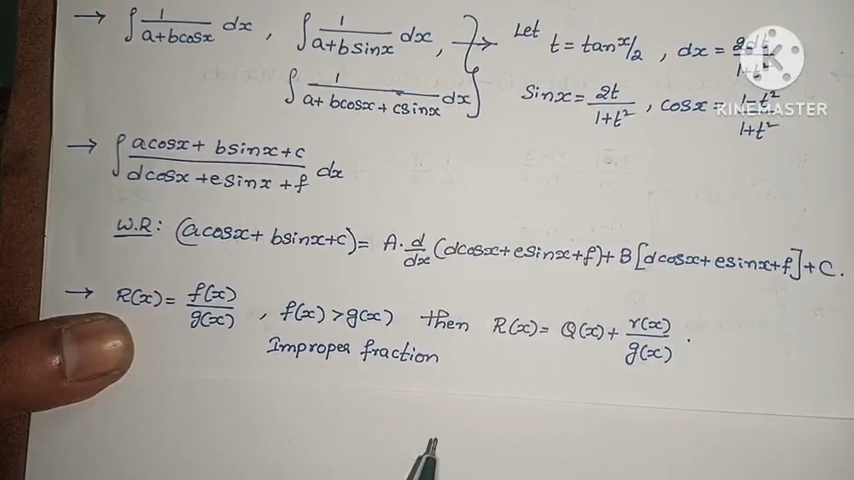 → ∫ 1/(a+bcosx) dx , ∫ 1/(a+bsinx) dx , → Let t = tan x/2 , dx = 2dt/(1+t²)
∫ 1/(a+bcosx+csinx) dx } Sinx = 2t/(1+t²) , cosx = (1-t²)/(1+t²)
KINEMASTER
→ ∫ (acosx+bsinx+c)/(dcosx+esinx+f) dx
W.R: (acosx+bsinx+c) = A·d/dx (dcosx+esinx+f)+B[dcosx+esinx+f]+C.
→ R(x) = f(x)/g(x) , f(x)>g(x) then R(x) = Q(x) + r(x)/g(x) .
Improper fraction